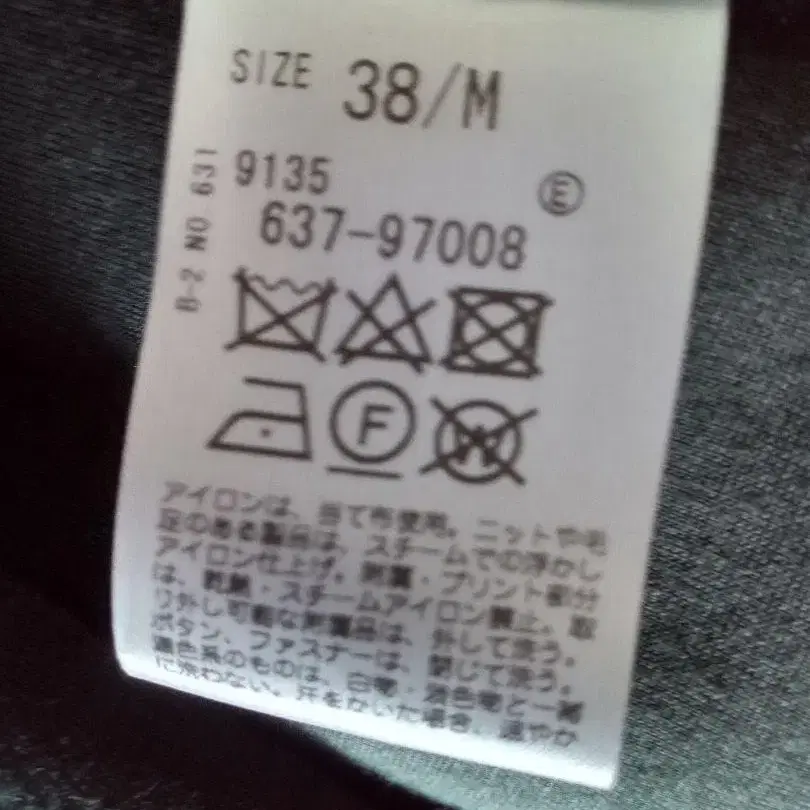 SIZE 38/M
B-2 NO 631
9135
Ⓔ
637-97008
F
W
アイロンは、当て布使用。ニットや毛
足の長き製品は、スチームでの浮かし
アイロン仕上げ。附属・プリント部分
は、乾熱・スチームアイロン禁止。取
り外し可能な附属品は、外して洗う。
ボタン、ファスナーは、閉じて洗う。
濃色系のものは、白物・淡色物と一緒
に洗わない。汗をかいた場合、速やか